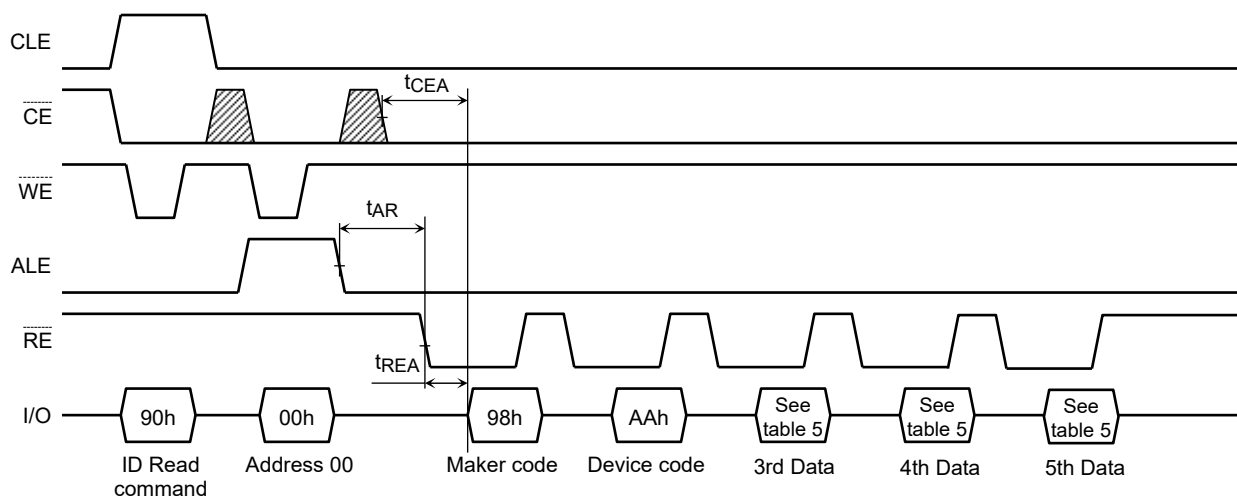 CLE
tCEA
CE
WE
tAR
ALE
RE
tREA
I/O
90h
00h
98h
AAh
See
table 5
See
table 5
See
table 5
ID Read
command
Address 00
Maker code
Device code
3rd Data
4th Data
5th Data